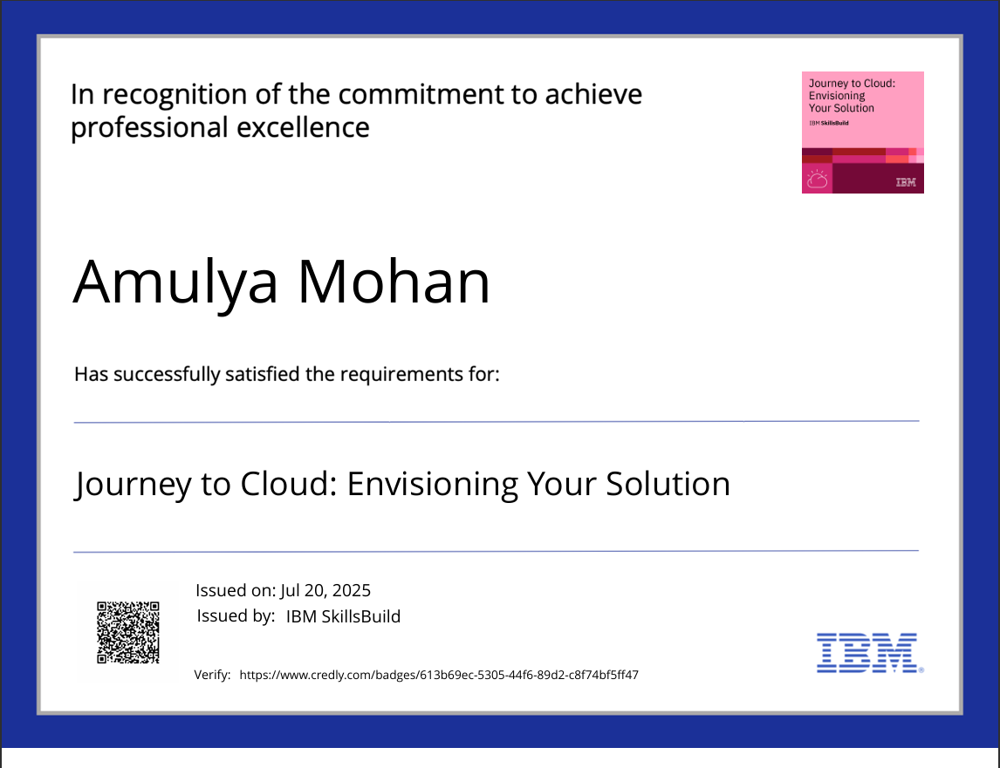 In recognition of the commitment to achieve
professional excellence
Journey to Cloud:
Envisioning
Your Solution
IBM SkillsBuild
IBM
Amulya Mohan
Has successfully satisfied the requirements for:
Journey to Cloud: Envisioning Your Solution
Issued on: Jul 20, 2025
Issued by: IBM SkillsBuild
Verify: https://www.credly.com/badges/613b69ec-5305-44f6-89d2-c8f74bf5ff47
IBM®